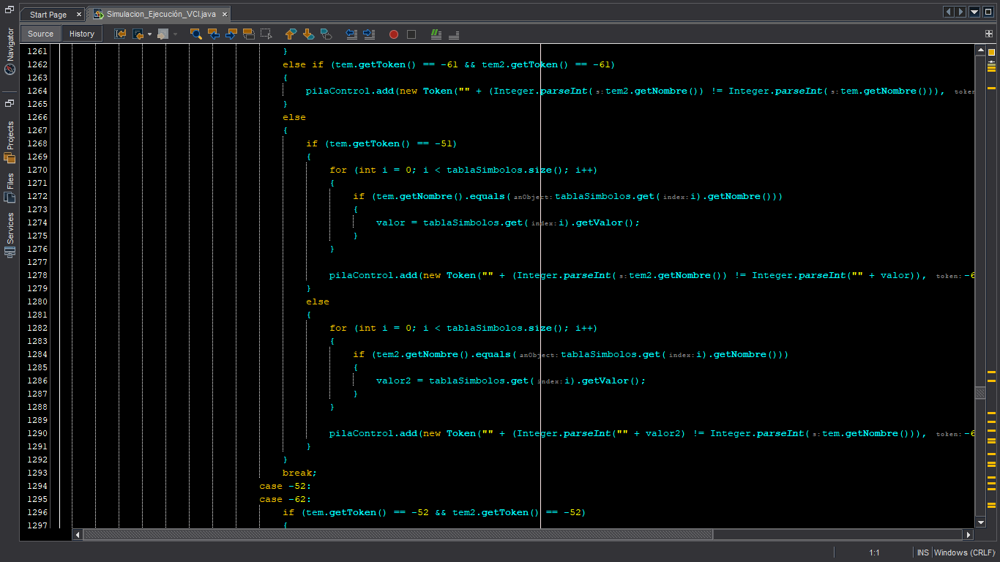 Start Page
Simulacion_Ejecución_VCI.java
Source History
Navigator
Projects
Files
Services
1261 }
1262 else if (tem.getToken() == -61 && tem2.getToken() == -61)
1263 {
1264 pilaControl.add(new Token("" + (Integer.parseInt( s: tem2.getNombre()) != Integer.parseInt( s: tem.getNombre())), token
1265 }
1266 else
1267 {
1268 if (tem.getToken() == -51)
1269 {
1270 for (int i = 0; i < tablaSimbolos.size(); i++)
1271 {
1272 if (tem.getNombre().equals( anObject: tablaSimbolos.get( index: i).getNombre()))
1273 {
1274 valor = tablaSimbolos.get( index: i).getValor();
1275 }
1276 }
1277
1278 pilaControl.add(new Token("" + (Integer.parseInt( s: tem2.getNombre()) != Integer.parseInt("" + valor)), token: -6
1279 }
1280 else
1281 {
1282 for (int i = 0; i < tablaSimbolos.size(); i++)
1283 {
1284 if (tem2.getNombre().equals( anObject: tablaSimbolos.get( index: i).getNombre()))
1285 {
1286 valor2 = tablaSimbolos.get( index: i).getValor();
1287 }
1288 }
1289
1290 pilaControl.add(new Token("" + (Integer.parseInt("" + valor2) != Integer.parseInt( s: tem.getNombre())), token: -6
1291 }
1292 }
1293 break;
1294 case -52:
1295 case -62:
1296 if (tem.getToken() == -52 && tem2.getToken() == -52)
1297 {
1:1 INS Windows (CRLF)